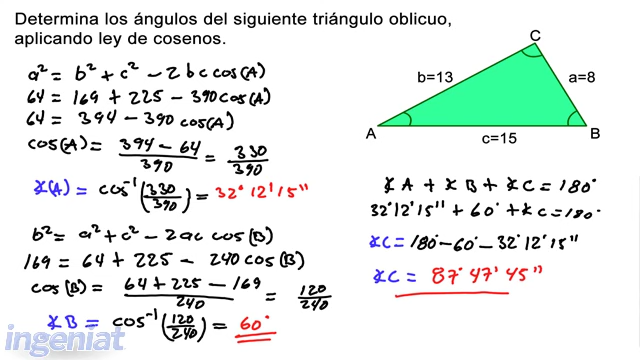 Determina los ángulos del siguiente triángulo oblicuo,
aplicando ley de cosenos.
a² = b² + c² - 2bc cos(A)
64 = 169 + 225 - 390 cos(A)
64 = 394 - 390 cos(A)
cos(A) = (394 - 64)/390 = 330/390
∡(A) = cos⁻¹(330/390) = 32° 12' 15"
b² = a² + c² - 2ac cos(B)
169 = 64 + 225 - 240 cos(B)
cos(B) = (64 + 225 - 169)/240 = 120/240
∡B = cos⁻¹(120/240) = 60°
C
b=13
a=8
A
c=15
B
∡A + ∡B + ∡C = 180°
32° 12' 15" + 60° + ∡C = 180°
∡C = 180° - 60° - 32° 12' 15"
∡C = 87° 47' 45"
ingeniat